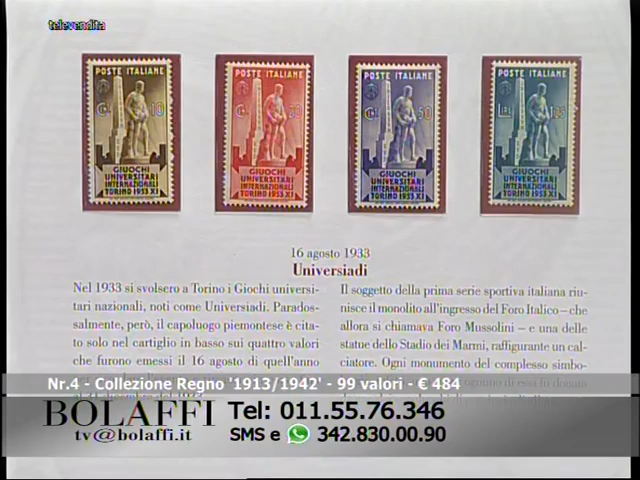 televendita
POSTE ITALIANE
Cmi 10
GIUOCHI
UNIVERSITARI
INTERNAZIONALI
TORINO 1933·XI
POSTE ITALIANE
20
GIUOCHI
UNIVERSITARI
INTERNAZIONALI
TORINO 1933·XI
POSTE ITALIANE
50
GIUOCHI
UNIVERSITARI
INTERNAZIONALI
TORINO 1933·XI
POSTE ITALIANE
LIRE 1,25
GIUOCHI
UNIVERSITARI
INTERNAZIONALI
TORINO 1933·XI
16 agosto 1933
Universiadi
Nel 1933 si svolsero a Torino i Giochi universi-
tari nazionali, noti come Universiadi. Parados-
salmente, però, il capoluogo piemontese è cita-
to solo nel cartiglio in basso sui quattro valori
che furono emessi il 16 agosto di quell'anno
Il soggetto della prima serie sportiva italiana riu-
nisce il monolito all'ingresso del Foro Italico – che
allora si chiamava Foro Mussolini – e una delle
statue dello Stadio dei Marmi, raffigurante un cal-
ciatore. Ogni monumento del complesso simbo-
Nr.4 - Collezione Regno '1913/1942' - 99 valori - € 484
BOLAFFI
tv@bolaffi.it
Tel: 011.55.76.346
SMS e 342.830.00.90